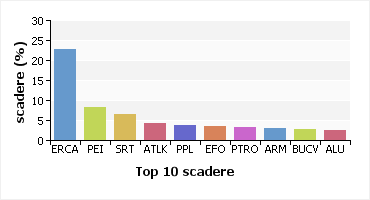 scadere (%)
30
25
20
15
10
5
0
ERCA PEI SRT ATLK PPL EFO PTRO ARM BUCV ALU
Top 10 scadere